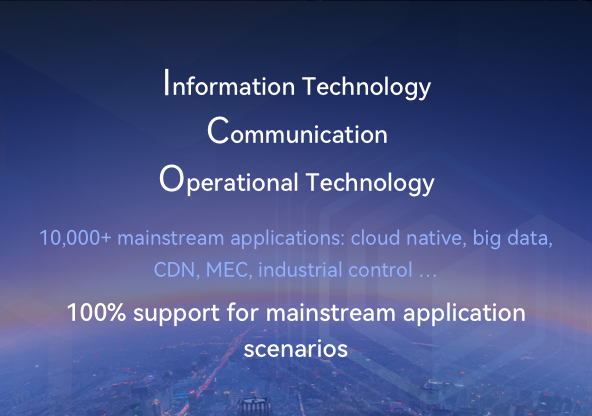 Information Technology
Communication
Operational Technology
10,000+ mainstream applications: cloud native, big data,
CDN, MEC, industrial control ...
100% support for mainstream application
scenarios